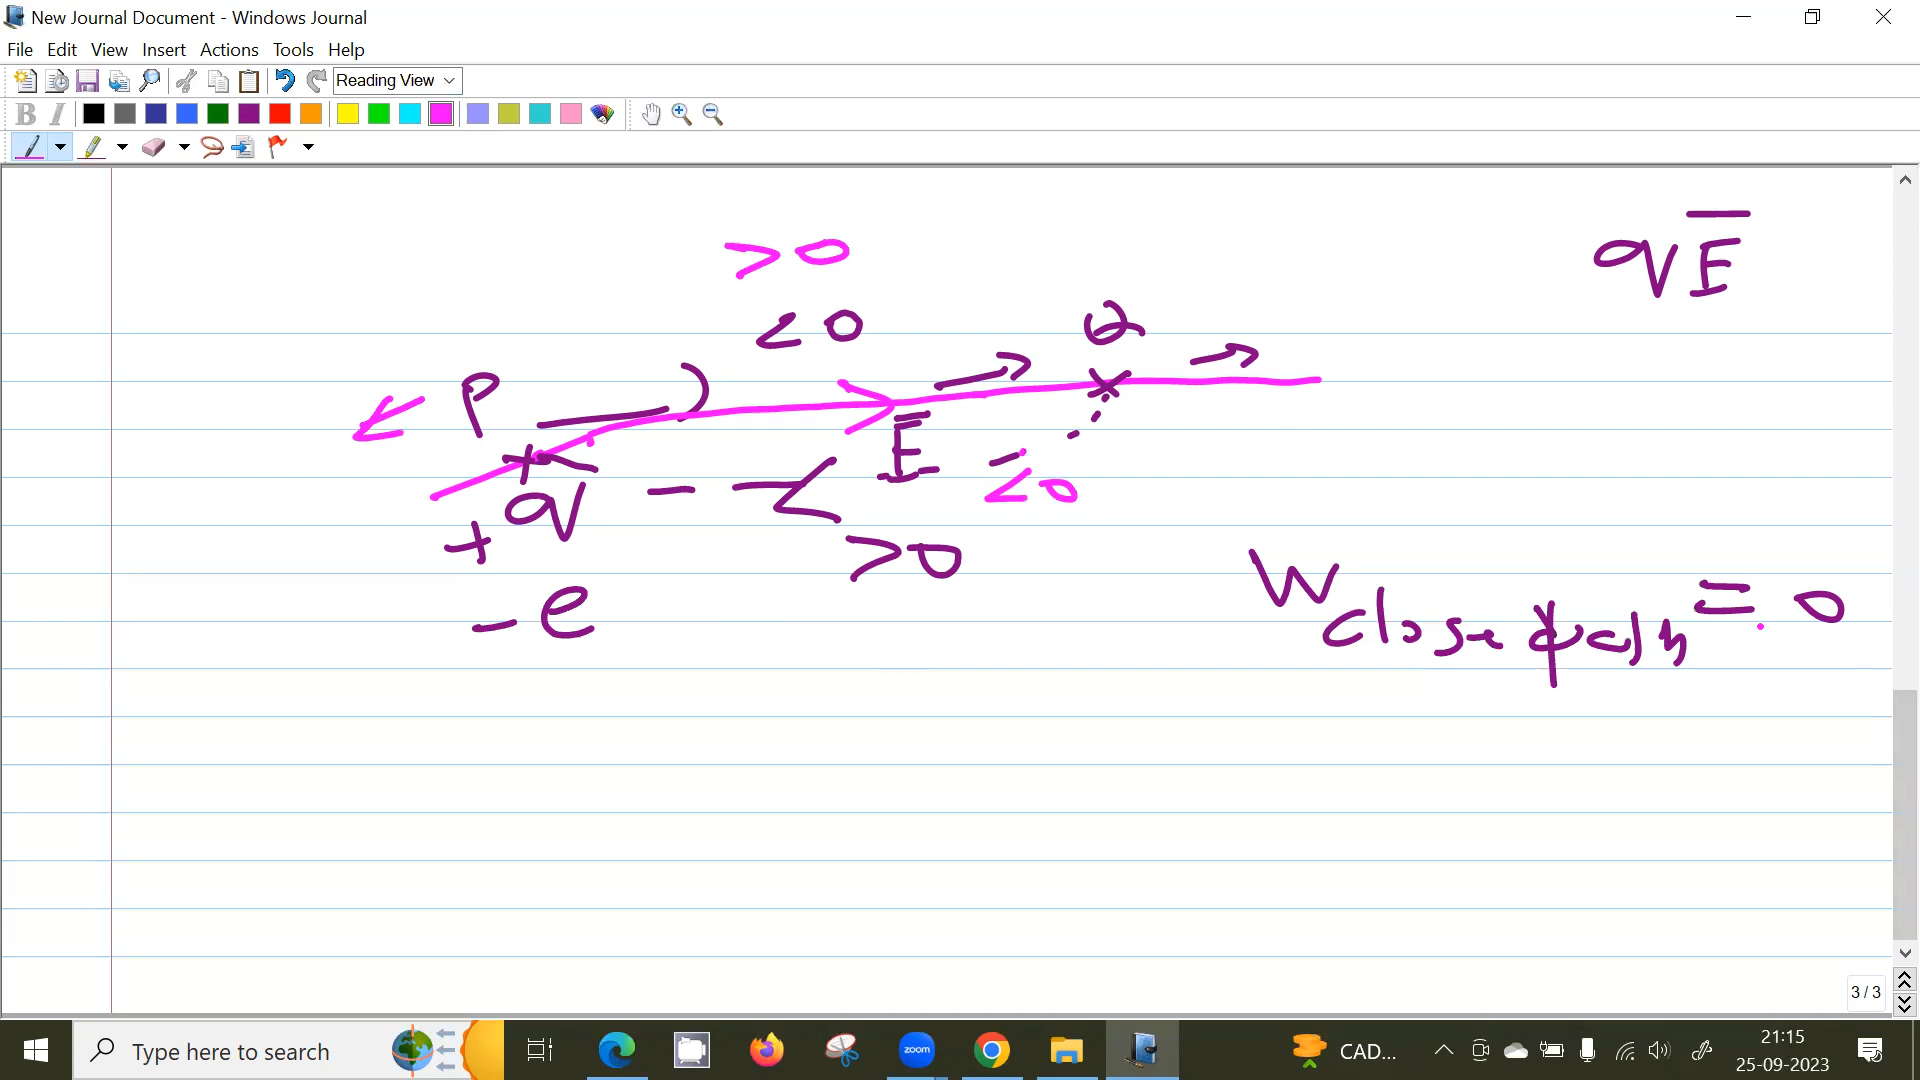 New Journal Document - Windows Journal
File Edit View Insert Actions Tools Help
Reading View
B I
> 0
qE
< 0
Q
P
E
q
< 0
+
> 0
- e
W close path = 0
3 / 3
Type here to search
zoom
CAD...
21:15
25-09-2023